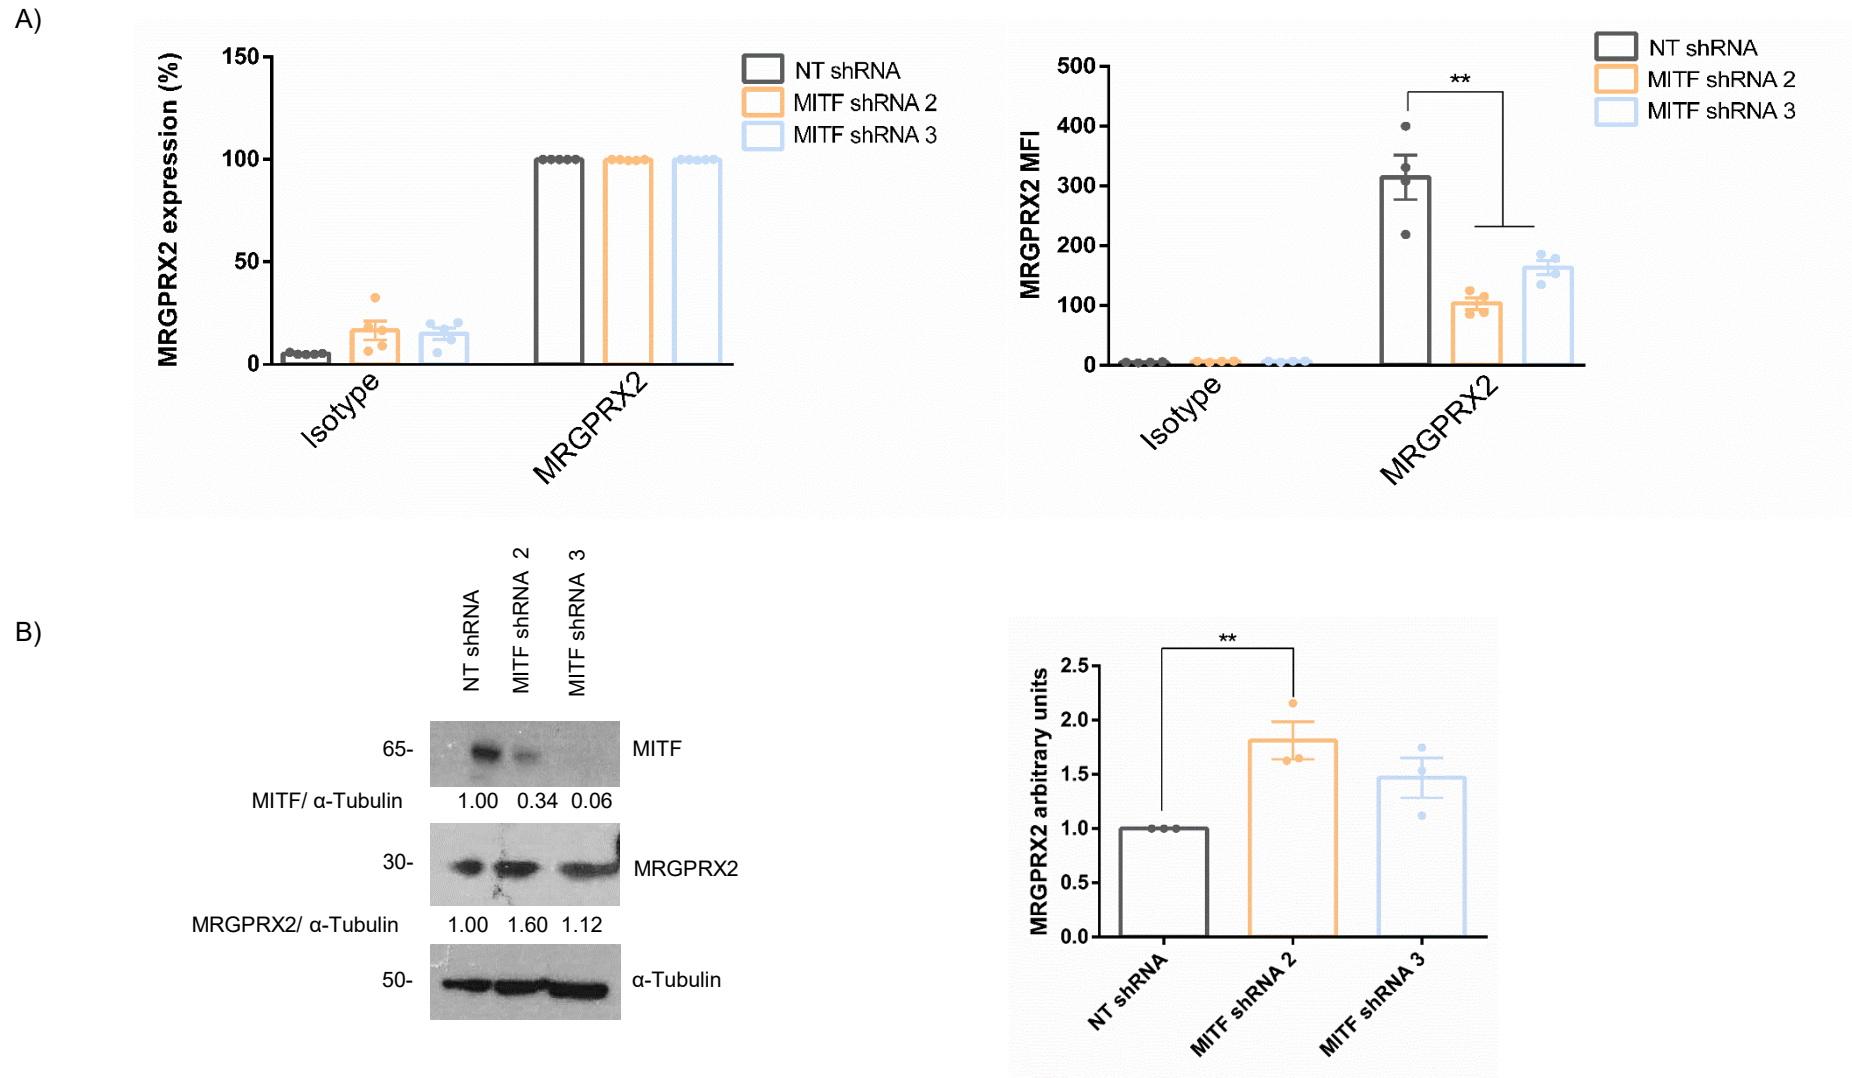 A)
MRGPRX2 expression (%)
150
100
50
0
Isotype
MRGPRX2
NT shRNA
MITF shRNA 2
MITF shRNA 3
MRGPRX2 MFI
500
400
300
200
100
0
**
Isotype
MRGPRX2
NT shRNA
MITF shRNA 2
MITF shRNA 3
B)
NT shRNA
MITF shRNA 2
MITF shRNA 3
65-
MITF
MITF/ α-Tubulin 1.00 0.34 0.06
30-
MRGPRX2
MRGPRX2/ α-Tubulin 1.00 1.60 1.12
50-
α-Tubulin
MRGPRX2 arbitrary units
2.5
2.0
1.5
1.0
0.5
0.0
**
NT shRNA
MITF shRNA 2
MITF shRNA 3